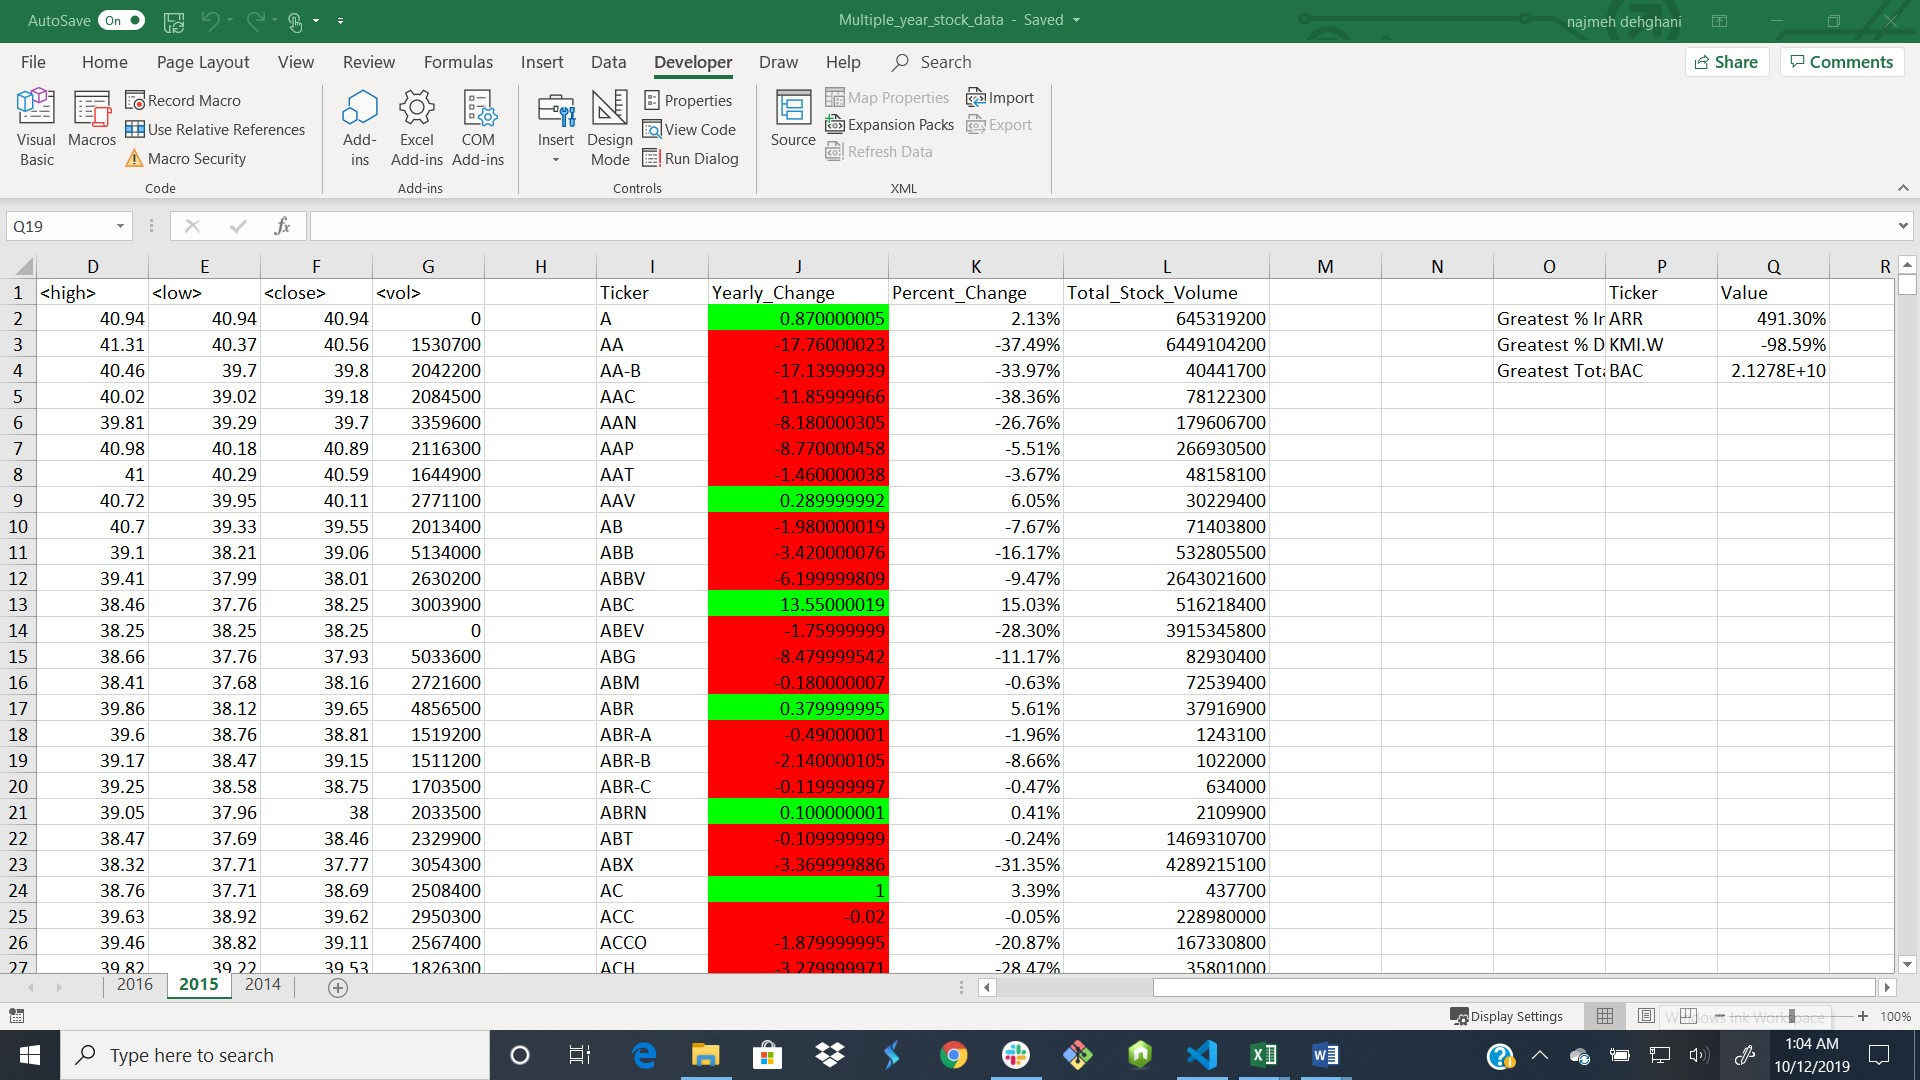 AutoSave On Multiple_year_stock_data - Saved najmeh dehghani
File Home Page Layout View Review Formulas Insert Data Developer Draw Help Search Share Comments
Visual Basic
Macros
Record Macro
Use Relative References
Macro Security
Code
Add-ins
Excel Add-ins
COM Add-ins
Add-ins
Insert
Design Mode
Properties
View Code
Run Dialog
Controls
Source
Map Properties
Expansion Packs
Refresh Data
Import
Export
XML
Q19 fx
D E F G H I J K L M N O P Q R
1 <high> <low> <close> <vol> Ticker Yearly_Change Percent_Change Total_Stock_Volume Ticker Value
2 40.94 40.94 40.94 0 A 0.870000005 2.13% 645319200 Greatest % Ir ARR 491.30%
3 41.31 40.37 40.56 1530700 AA -17.76000023 -37.49% 6449104200 Greatest % D KMI.W -98.59%
4 40.46 39.7 39.8 2042200 AA-B -17.13999939 -33.97% 40441700 Greatest Tota BAC 2.1278E+10
5 40.02 39.02 39.18 2084500 AAC -11.85999966 -38.36% 78122300
6 39.81 39.29 39.7 3359600 AAN -8.180000305 -26.76% 179606700
7 40.98 40.18 40.89 2116300 AAP -8.770000458 -5.51% 266930500
8 41 40.29 40.59 1644900 AAT -1.460000038 -3.67% 48158100
9 40.72 39.95 40.11 2771100 AAV 0.289999992 6.05% 30229400
10 40.7 39.33 39.55 2013400 AB -1.980000019 -7.67% 71403800
11 39.1 38.21 39.06 5134000 ABB -3.420000076 -16.17% 532805500
12 39.41 37.99 38.01 2630200 ABBV -6.199999809 -9.47% 2643021600
13 38.46 37.76 38.25 3003900 ABC 13.55000019 15.03% 516218400
14 38.25 38.25 38.25 0 ABEV -1.75999999 -28.30% 3915345800
15 38.66 37.76 37.93 5033600 ABG -8.479999542 -11.17% 82930400
16 38.41 37.68 38.16 2721600 ABM -0.180000007 -0.63% 72539400
17 39.86 38.12 39.65 4856500 ABR 0.379999995 5.61% 37916900
18 39.6 38.76 38.81 1519200 ABR-A -0.49000001 -1.96% 1243100
19 39.17 38.47 39.15 1511200 ABR-B -2.140000105 -8.66% 1022000
20 39.25 38.58 38.75 1703500 ABR-C -0.119999997 -0.47% 634000
21 39.05 37.96 38 2033500 ABRN 0.100000001 0.41% 2109900
22 38.47 37.69 38.46 2329900 ABT -0.109999999 -0.24% 1469310700
23 38.32 37.71 37.77 3054300 ABX -3.369999886 -31.35% 4289215100
24 38.76 37.71 38.69 2508400 AC 1 3.39% 437700
25 39.63 38.92 39.62 2950300 ACC -0.02 -0.05% 228980000
26 39.46 38.82 39.11 2567400 ACCO -1.879999995 -20.87% 167330800
27 39.82 39.22 39.53 1826300 ACH -3.279999971 -28.47% 35801000
2016 2015 2014
Display Settings Windows Ink Workspace 100%
Type here to search
1:04 AM
10/12/2019